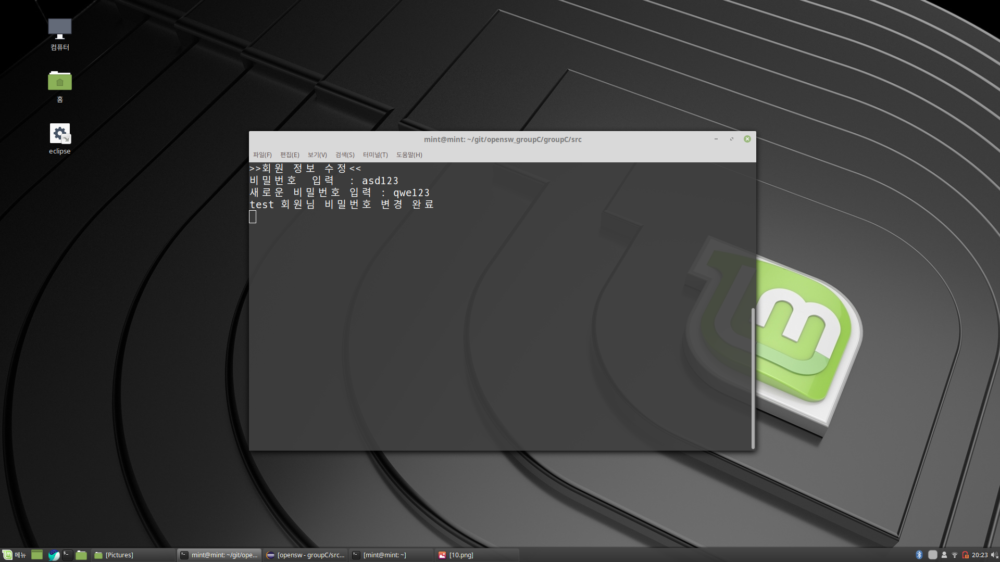 컴퓨터
홈
eclipse
mint@mint: ~/git/opensw_groupC/groupC/src
파일(F) 편집(E) 보기(V) 검색(S) 터미널(T) 도움말(H)
>>회원 정보 수정<<
비밀번호 입력 : asd123
새로운 비밀번호 입력 : qwe123
test 회원님 비밀번호 변경 완료
메뉴 [Pictures] mint@mint: ~/git/ope... [opensw - groupC/src... [mint@mint: ~] [10.png] 20:23